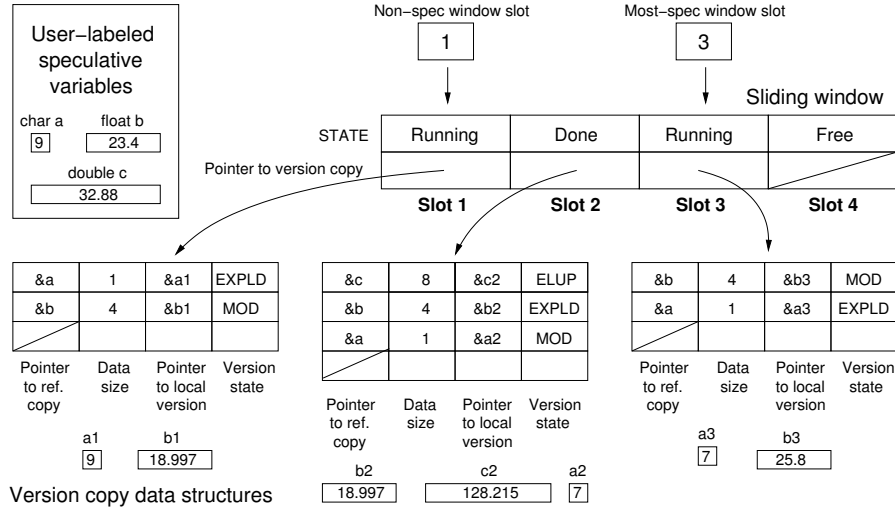 User−labeled
speculative
variables
char a
float b
9
23.4
double c
32.88
Non−spec window slot
Most−spec window slot
1
3
Sliding window
STATE
Running
Done
Running
Free
Pointer to version copy
Slot 1
Slot 2
Slot 3
Slot 4
&a 1 &a1 EXPLD
&b 4 &b1 MOD
Pointer to ref. copy
Data size
Pointer to local version
Version state
a1
9
b1
18.997
&c 8 &c2 ELUP
&b 4 &b2 EXPLD
&a 1 &a2 MOD
Pointer to ref. copy
Data size
Pointer to local version
Version state
b2
18.997
c2
128.215
a2
7
&b 4 &b3 MOD
&a 1 &a3 EXPLD
Pointer to ref. copy
Data size
Pointer to local version
Version state
a3
7
b3
25.8
Version copy data structures